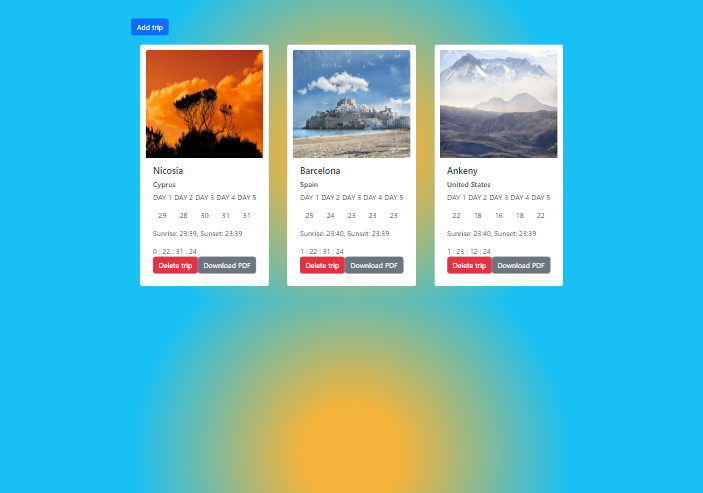 Add trip
Nicosia
Cyprus
DAY 1 DAY 2 DAY 3 DAY 4 DAY 5
29 28 30 31 31
Sunrise: 23:39, Sunset: 23:39
0 : 22 : 31 : 24
Delete trip Download PDF
Barcelona
Spain
DAY 1 DAY 2 DAY 3 DAY 4 DAY 5
25 24 23 23 23
Sunrise: 23:40, Sunset: 23:39
1 : 22 : 31 : 24
Delete trip Download PDF
Ankeny
United States
DAY 1 DAY 2 DAY 3 DAY 4 DAY 5
22 18 16 18 22
Sunrise: 23:40, Sunset: 23:39
1 : 23 : 12 : 24
Delete trip Download PDF